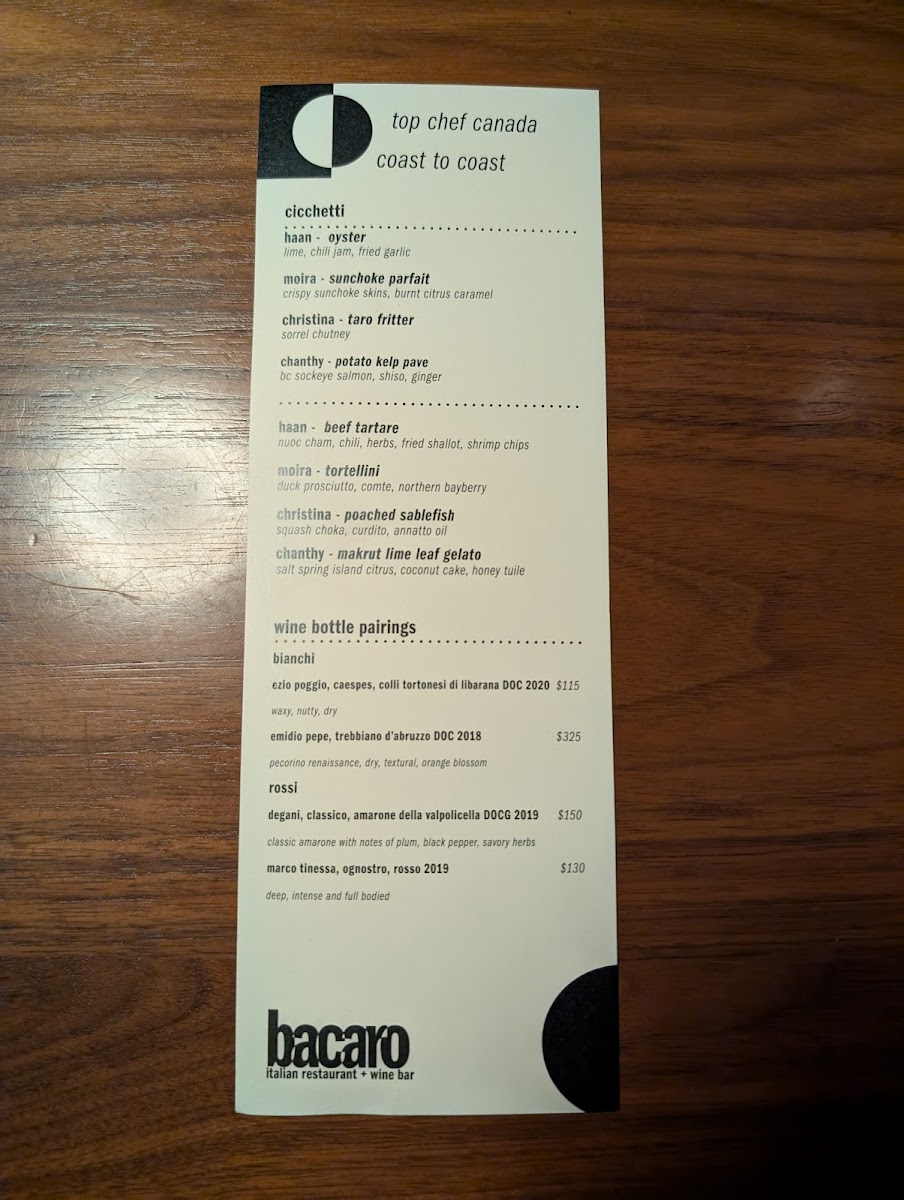 top chef canada
coast to coast
cicchetti
haan - oyster
lime, chili jam, fried garlic
moira - sunchoke parfait
crispy sunchoke skins, burnt citrus caramel
christina - taro fritter
sorrel chutney
chanthy - potato kelp pave
bc sockeye salmon, shiso, ginger
haan - beef tartare
nuoc cham, chili, herbs, fried shallot, shrimp chips
moira - tortellini
duck prosciutto, comte, northern bayberry
christina - poached sablefish
squash choka, curdito, annatto oil
chanthy - makrut lime leaf gelato
salt spring island citrus, coconut cake, honey tuile
wine bottle pairings
bianchi
ezio poggio, caespes, colli tortonesi di libarana DOC 2020 $115
waxy, nutty, dry
emidio pepe, trebbiano d'abruzzo DOC 2018 $325
pecorino renaissance, dry, textural, orange blossom
rossi
degani, classico, amarone della valpolicella DOCG 2019 $150
classic amarone with notes of plum, black pepper, savory herbs
marco tinessa, ognostro, rosso 2019 $130
deep, intense and full bodied
bacaro
italian restaurant + wine bar